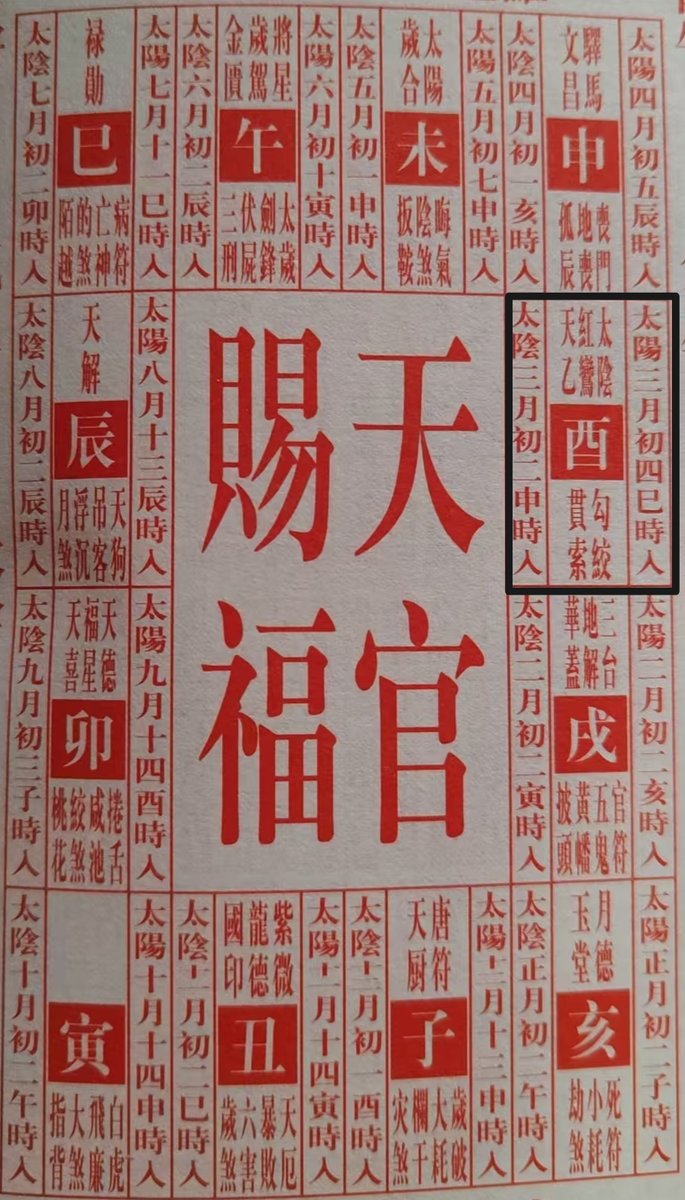 太陽四月初五辰時入
驛馬
文昌
申
喪門
地喪
孤辰
太陰四月初一亥時入
太陽五月初七申時入
太陽
歲合
未
晦氣
陰煞
扳鞍
太陰五月初一申時入
太陽六月初十寅時入
將星
歲駕
金匱
午
太歲
劍鋒
伏屍
三刑
太陰六月初二辰時入
太陽七月十一巳時入
禄勛
巳
病符
亡神
的煞
陌越
太陰七月初二卯時入
太陽三月初四巳時入
太陰
紅鸞
天乙
酉
勾絞
貫索
太陰三月初二申時入
天官
賜福
太陽八月十三辰時入
天解
辰
天狗
吊客
浮沉
月煞
太陰八月初二辰時入
太陽二月初二亥時入
三台
地解
華蓋
戌
官符
五鬼
黃幡
披頭
太陰二月初二寅時入
太陽九月十四酉時入
天德
福星
天喜
卯
捲舌
咸池
絞煞
桃花
太陰九月初三子時入
太陽正月初二子時入
月德
玉堂
亥
死符
小耗
劫煞
太陰正月初二午時入
太陽十二月十三申時入
唐符
天厨
子
歲破
大耗
欄干
灾煞
太陰十二月初一酉時入
太陽十一月十四寅時入
紫微
龍德
國印
丑
天厄
暴敗
六害
歲煞
太陰十一月初二巳時入
太陽十月十四申時入
寅
白虎
飛廉
大煞
指背
太陰十月初二午時入